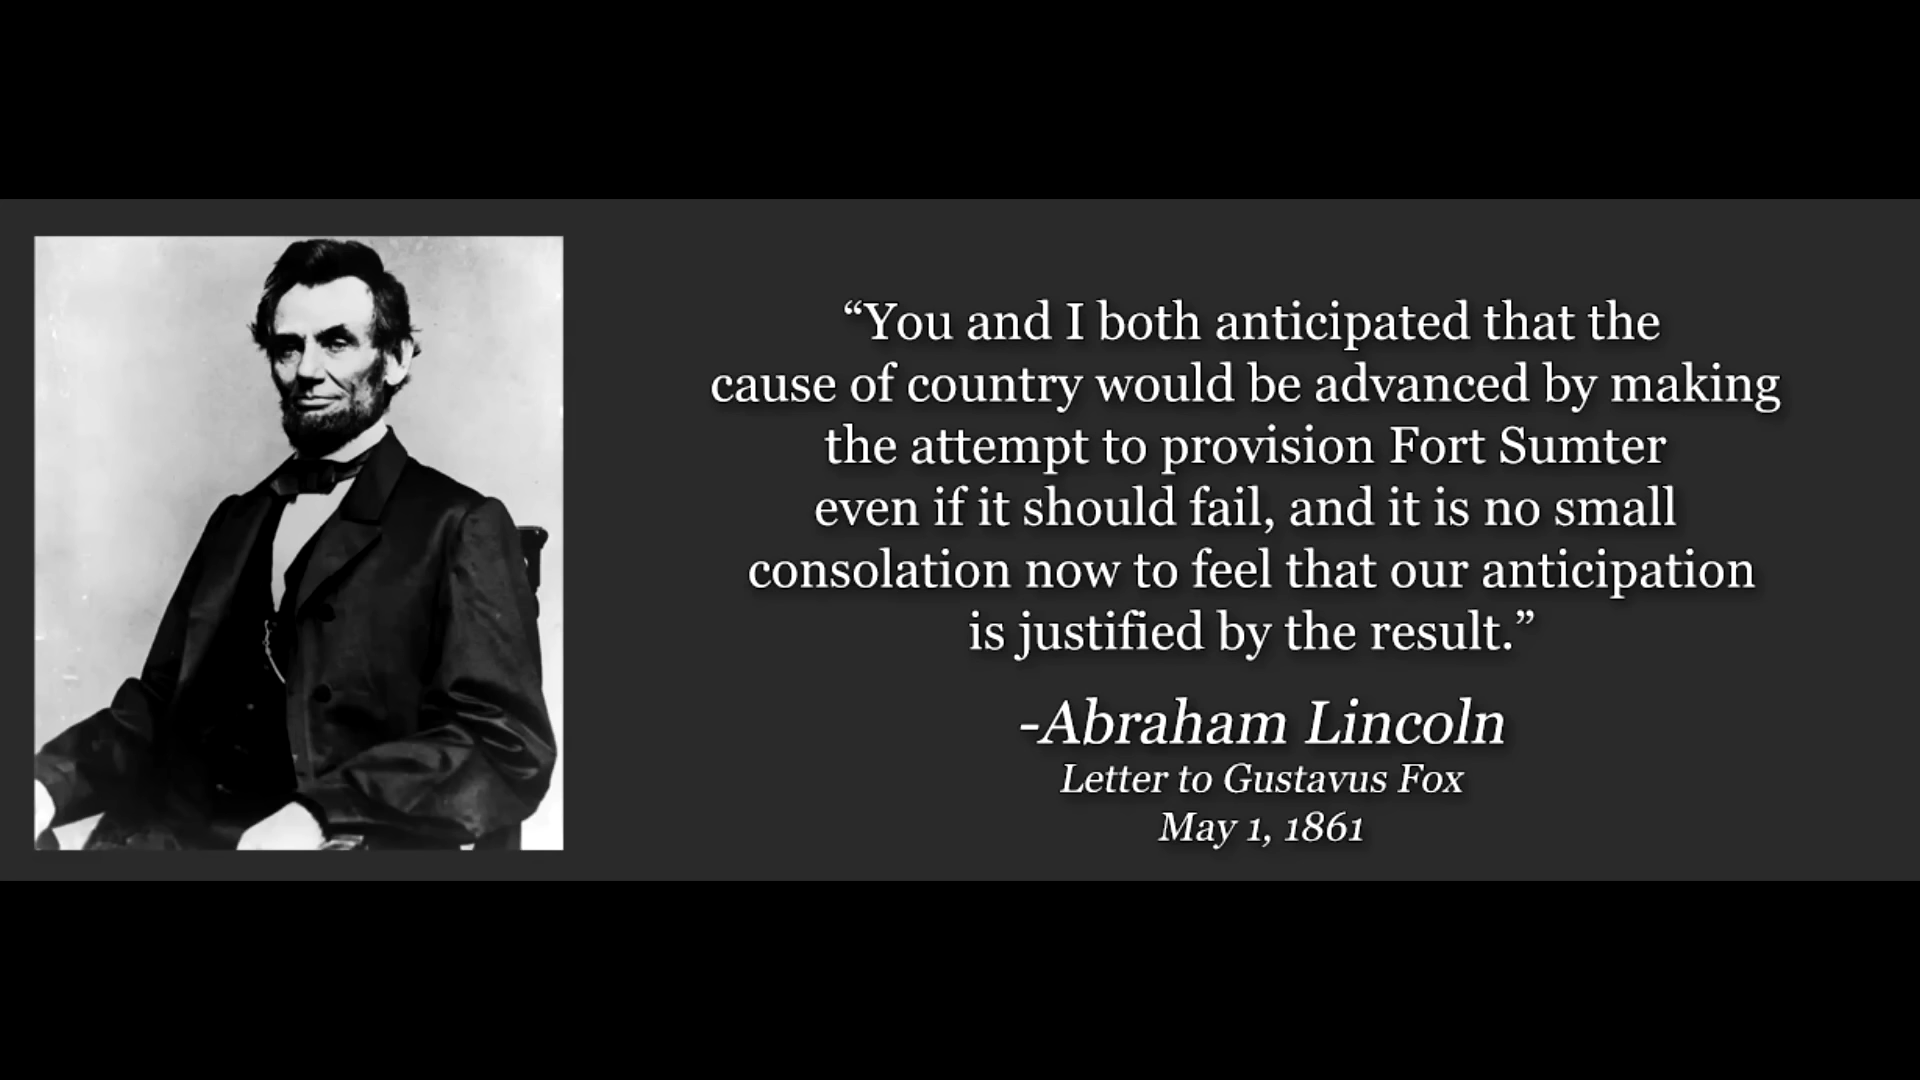 “You and I both anticipated that the
cause of country would be advanced by making
the attempt to provision Fort Sumter
even if it should fail, and it is no small
consolation now to feel that our anticipation
is justified by the result.”
-Abraham Lincoln
Letter to Gustavus Fox
May 1, 1861